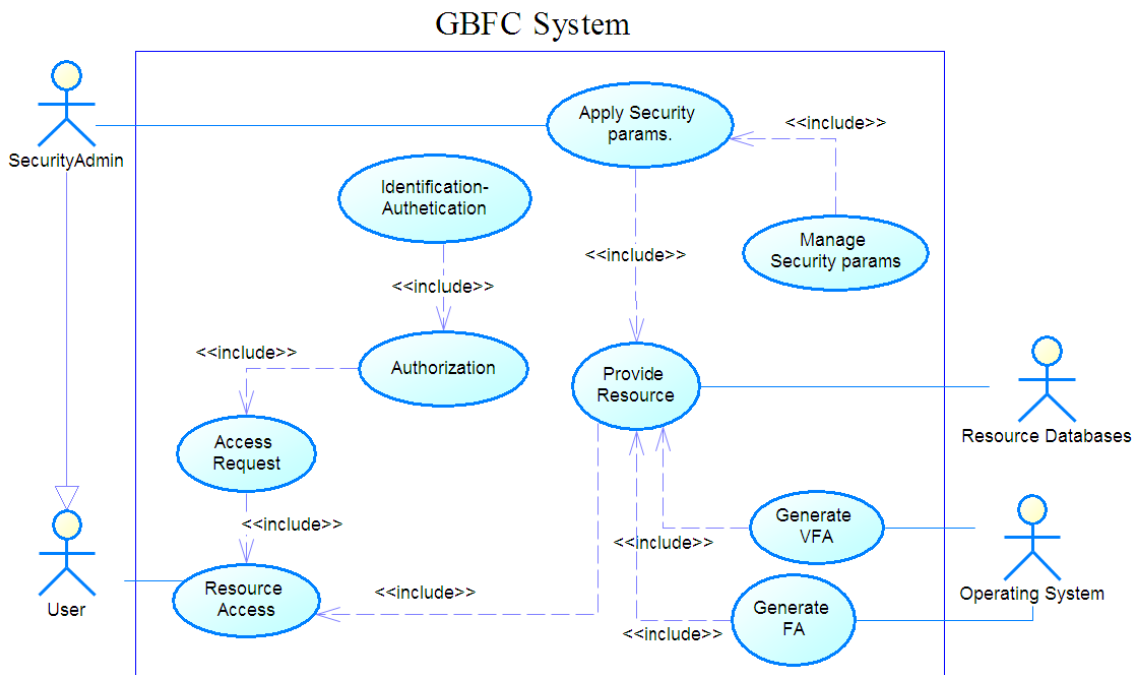 GBFC System
SecurityAdmin
Apply Security
params.
<<include>>
Identification-
Authetication
Manage
Security params
<<include>>
<<include>>
<<include>>
Authorization
Provide
Resource
Resource Databases
Access
Request
<<include>>
Generate
VFA
<<include>>
User
Resource
Access
<<include>>
Generate
FA
<<include>>
Operating System